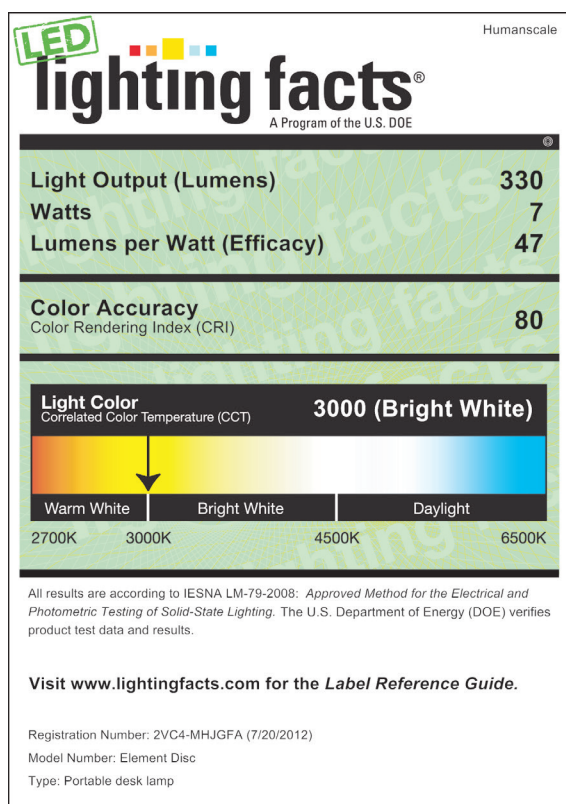 Humanscale
LED
lighting facts®
A Program of the U.S. DOE
Light Output (Lumens) 330
Watts 7
Lumens per Watt (Efficacy) 47
Color Accuracy
Color Rendering Index (CRI) 80
Light Color
Correlated Color Temperature (CCT) 3000 (Bright White)
Warm White Bright White Daylight
2700K 3000K 4500K 6500K
All results are according to IESNA LM-79-2008: Approved Method for the Electrical and
Photometric Testing of Solid-State Lighting. The U.S. Department of Energy (DOE) verifies
product test data and results.
Visit www.lightingfacts.com for the Label Reference Guide.
Registration Number: 2VC4-MHJGFA (7/20/2012)
Model Number: Element Disc
Type: Portable desk lamp